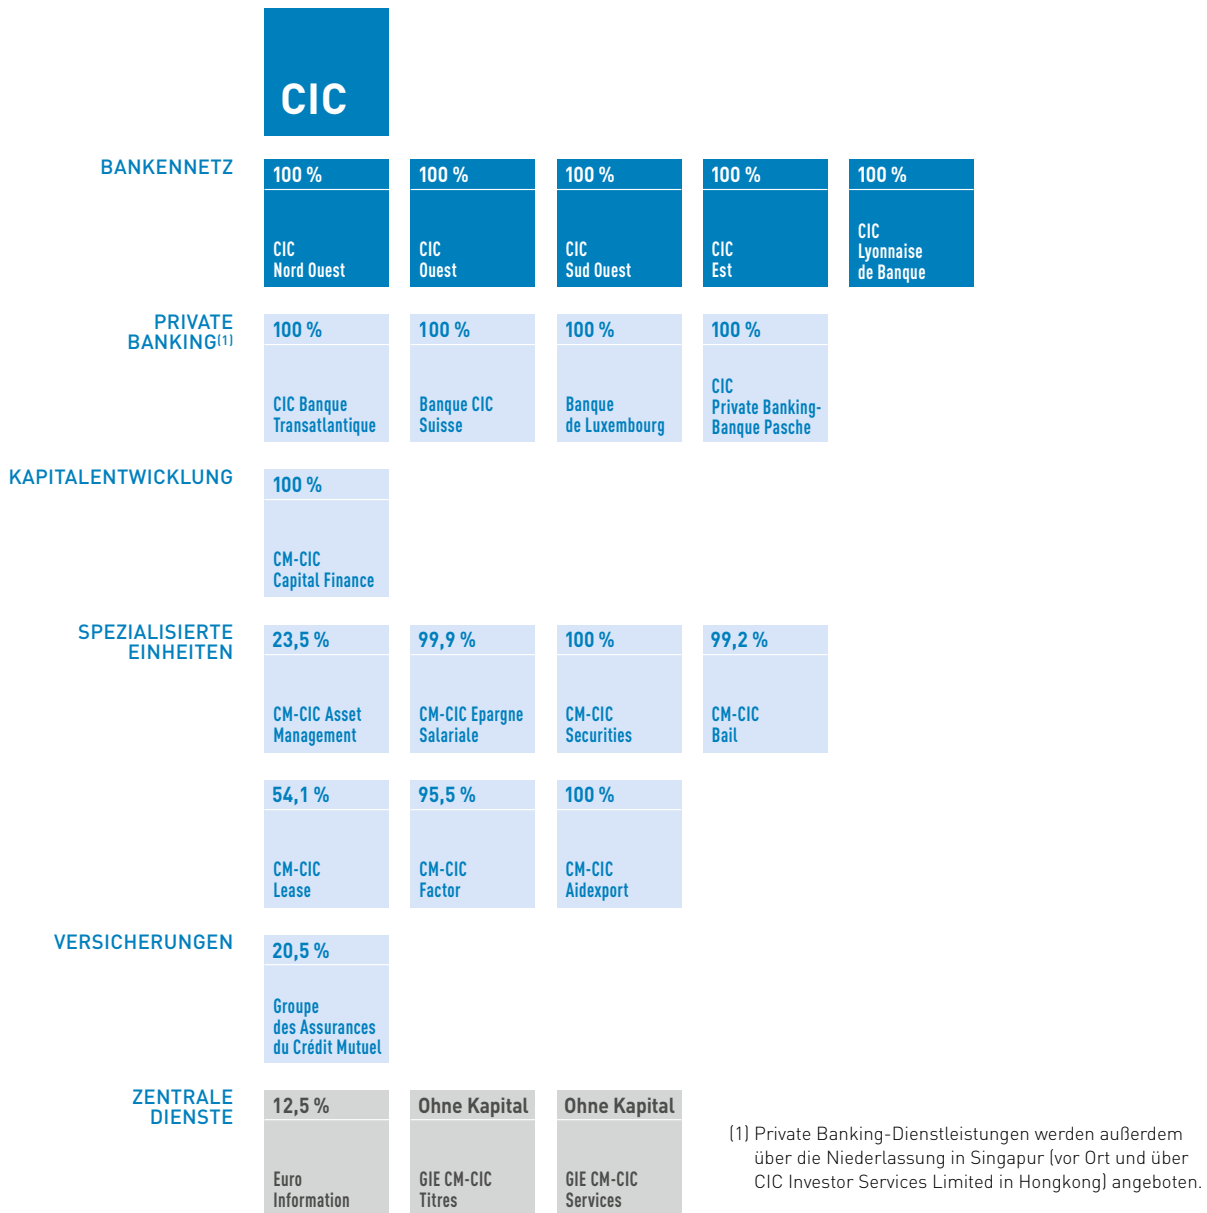 CIC
BANKENNETZ
100 %
CIC
Nord Ouest
100 %
CIC
Ouest
100 %
CIC
Sud Ouest
100 %
CIC
Est
100 %
CIC
Lyonnaise
de Banque
PRIVATE
BANKING(1)
100 %
CIC Banque
Transatlantique
100 %
Banque CIC
Suisse
100 %
Banque
de Luxembourg
100 %
CIC
Private Banking-
Banque Pasche
KAPITALENTWICKLUNG
100 %
CM-CIC
Capital Finance
SPEZIALISIERTE
EINHEITEN
23,5 %
CM-CIC Asset
Management
99,9 %
CM-CIC Epargne
Salariale
100 %
CM-CIC
Securities
99,2 %
CM-CIC
Bail
54,1 %
CM-CIC
Lease
95,5 %
CM-CIC
Factor
100 %
CM-CIC
Aidexport
VERSICHERUNGEN
20,5 %
Groupe
des Assurances
du Crédit Mutuel
ZENTRALE
DIENSTE
12,5 %
Euro
Information
Ohne Kapital
GIE CM-CIC
Titres
Ohne Kapital
GIE CM-CIC
Services
(1) Private Banking-Dienstleistungen werden außerdem
über die Niederlassung in Singapur (vor Ort und über
CIC Investor Services Limited in Hongkong) angeboten.